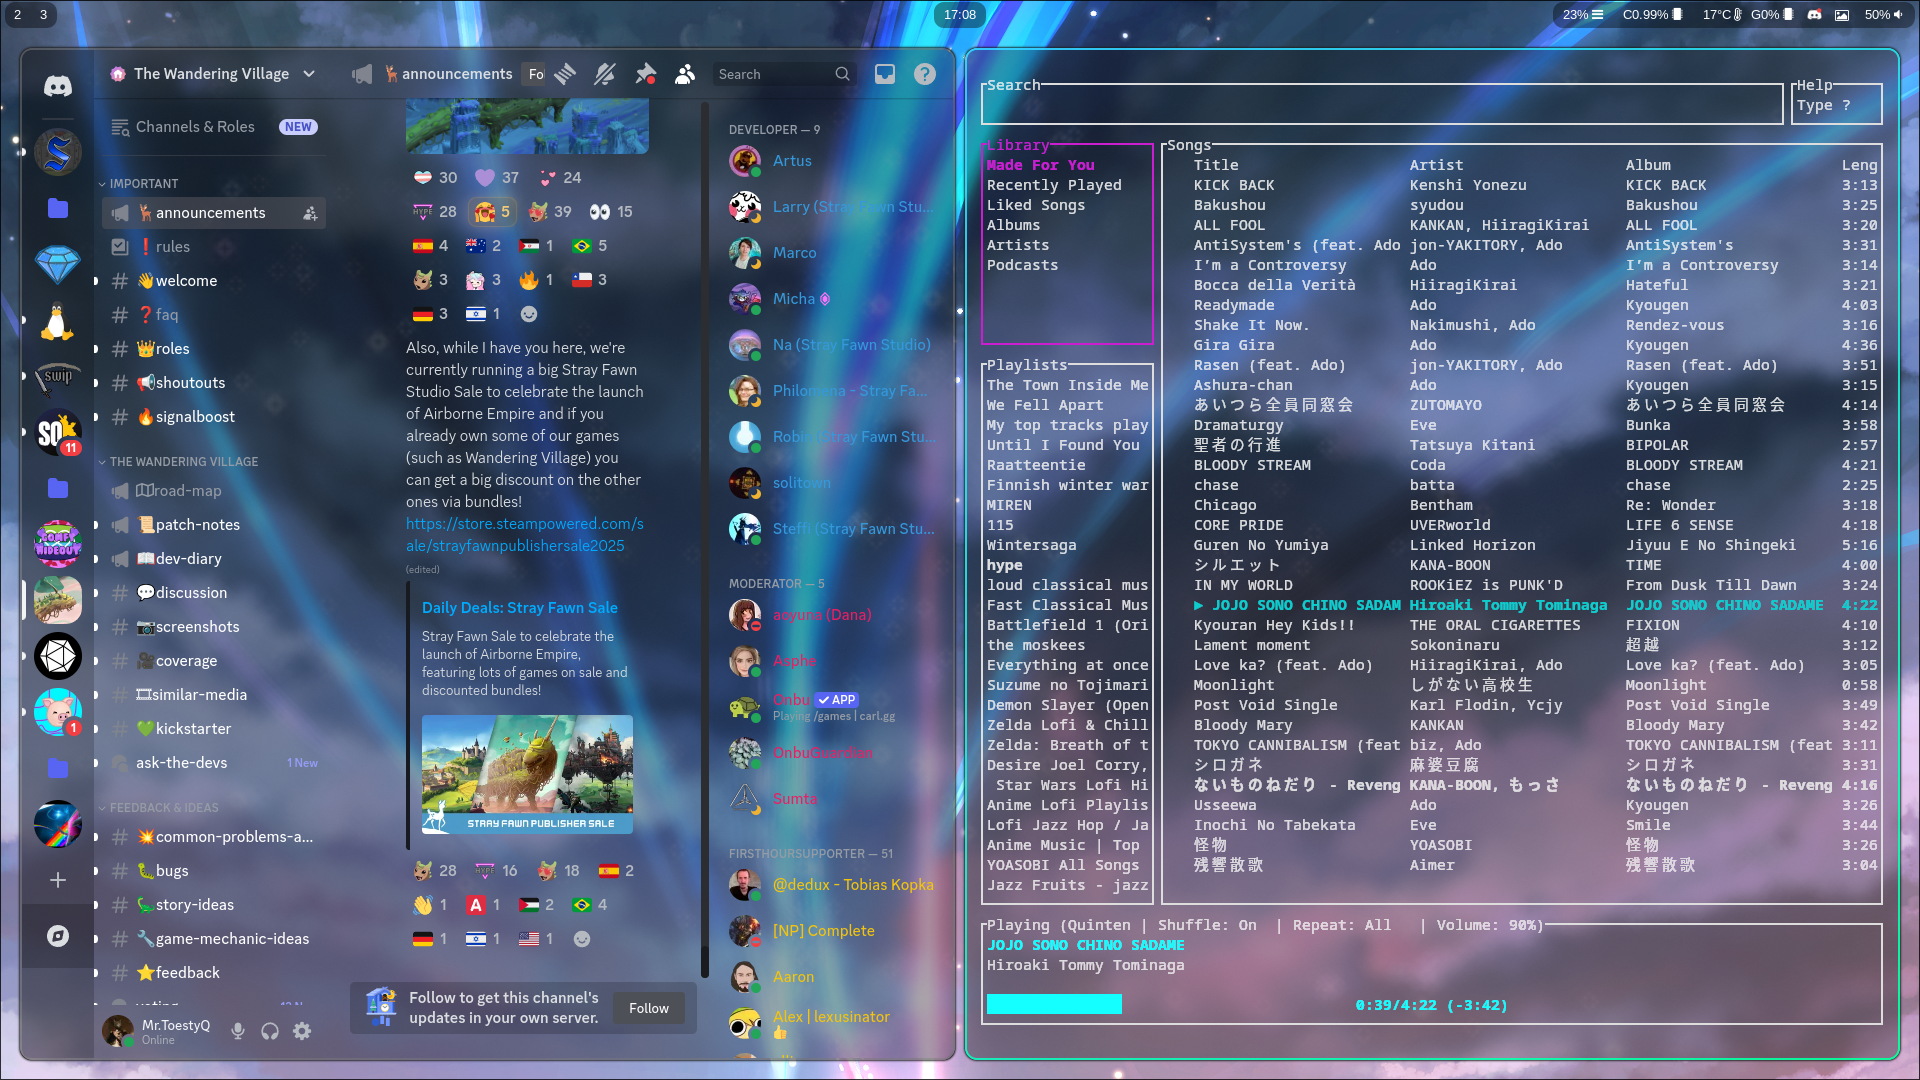 2 3
17:08
23% C0.99% 17°C G0% 50%
The Wandering Village
announcements
Fo
Search
Channels & Roles NEW
IMPORTANT
announcements
rules
welcome
faq
roles
shoutouts
signalboost
THE WANDERING VILLAGE
road-map
patch-notes
dev-diary
discussion
screenshots
coverage
similar-media
kickstarter
ask-the-devs 1 New
FEEDBACK & IDEAS
common-problems-a...
bugs
story-ideas
game-mechanic-ideas
feedback
11
1
SWIP
Mr.ToestyQ
Online
30 37 24
HYPE 28 5 39 15
4 2 1 5
3 3 1 3
3 1
Also, while I have you here, we're
currently running a big Stray Fawn
Studio Sale to celebrate the launch
of Airborne Empire and if you
already own some of our games
(such as Wandering Village) you
can get a big discount on the other
ones via bundles!
https://store.steampowered.com/s
ale/strayfawnpublishersale2025
(edited)
Daily Deals: Stray Fawn Sale
Stray Fawn Sale to celebrate the
launch of Airborne Empire,
featuring lots of games on sale and
discounted bundles!
STRAY FAWN PUBLISHER SALE
28 HYPE 16 18 2
1 A 1 2 4
1 1 1
Follow to get this channel's
updates in your own server.
Follow
DEVELOPER — 9
Artus
Larry (Stray Fawn Stu...
Marco
Micha
Na (Stray Fawn Studio)
Philomena - Stray Fa...
Robin (Stray Fawn Stu...
solitown
Steffi (Stray Fawn Stu...
MODERATOR — 5
aoyuna (Dana)
Asphe
Onbu APP
Playing /games | carl.gg
OnbuGuardian
Sumta
FIRSTHOURSUPPORTER — 51
@dedux - Tobias Kopka
[NP] Complete
Aaron
Alex | lexusinator
Search
Help
Type ?
Library
Made For You
Recently Played
Liked Songs
Albums
Artists
Podcasts
Playlists
The Town Inside Me
We Fell Apart
My top tracks play
Until I Found You
Raatteentie
Finnish winter war
MIREN
115
Wintersaga
hype
loud classical mus
Fast Classical Mus
Battlefield 1 (Ori
the moskees
Everything at once
Suzume no Tojimari
Demon Slayer (Open
Zelda Lofi & Chill
Zelda: Breath of t
Desire Joel Corry,
Star Wars Lofi Hi
Anime Lofi Playlis
Lofi Jazz Hop / Ja
Anime Music | Top
YOASOBI All Songs
Jazz Fruits - jazz
Songs
Title Artist Album Leng
KICK BACK Kenshi Yonezu KICK BACK 3:13
Bakushou syudou Bakushou 3:25
ALL FOOL KANKAN, HiiragiKirai ALL FOOL 3:20
AntiSystem's (feat. Ado jon-YAKITORY, Ado AntiSystem's 3:31
I'm a Controversy Ado I'm a Controversy 3:14
Bocca della Verità HiiragiKirai Hateful 3:21
Readymade Ado Kyougen 4:03
Shake It Now. Nakimushi, Ado Rendez-vous 3:16
Gira Gira Ado Kyougen 4:36
Rasen (feat. Ado) jon-YAKITORY, Ado Rasen (feat. Ado) 3:51
Ashura-chan Ado Kyougen 3:15
あいつら全員同窓会 ZUTOMAYO あいつら全員同窓会 4:14
Dramaturgy Eve Bunka 3:58
聖者の行進 Tatsuya Kitani BIPOLAR 2:57
BLOODY STREAM Coda BLOODY STREAM 4:21
chase batta chase 2:25
Chicago Bentham Re: Wonder 3:18
CORE PRIDE UVERworld LIFE 6 SENSE 4:18
Guren No Yumiya Linked Horizon Jiyuu E No Shingeki 5:16
シルエット KANA-BOON TIME 4:00
IN MY WORLD ROOKiEZ is PUNK'D From Dusk Till Dawn 3:24
▶ JOJO SONO CHINO SADAM Hiroaki Tommy Tominaga JOJO SONO CHINO SADAME 4:22
Kyouran Hey Kids!! THE ORAL CIGARETTES FIXION 4:10
Lament moment Sokoninaru 超越 3:12
Love ka? (feat. Ado) HiiragiKirai, Ado Love ka? (feat. Ado) 3:05
Moonlight しがない高校生 Moonlight 0:58
Post Void Single Karl Flodin, Ycjy Post Void Single 3:49
Bloody Mary KANKAN Bloody Mary 3:42
TOKYO CANNIBALISM (feat biz, Ado TOKYO CANNIBALISM (feat 3:11
シロガネ 麻婆豆腐 シロガネ 3:31
ないものねだり - Reveng KANA-BOON, もっさ ないものねだり - Reveng 4:16
Usseewa Ado Kyougen 3:26
Inochi No Tabekata Eve Smile 3:44
怪物 YOASOBI 怪物 3:26
残響散歌 Aimer 残響散歌 3:04
Playing (Quinten | Shuffle: On | Repeat: All | Volume: 90%)
JOJO SONO CHINO SADAME
Hiroaki Tommy Tominaga
0:39/4:22 (-3:42)